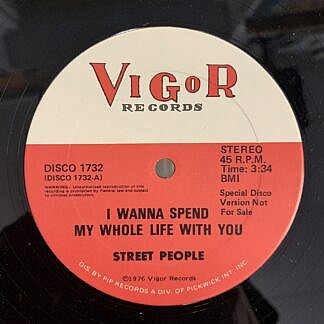 VIGOR
RECORDS
DISCO 1732
(DISCO 1732-A)
WARNING: Unauthorized reproduction of this
recording is prohibited by Federal law and subject
to criminal prosecution.
STEREO
45 R.P.M.
Time: 3:34
BMI
Special Disco
Version Not
For Sale
I WANNA SPEND
MY WHOLE LIFE WITH YOU
STREET PEOPLE
©1976 Vigor Records
DIS. BY PIP RECORDS A DIV. OF PICKWICK, INT. INC.